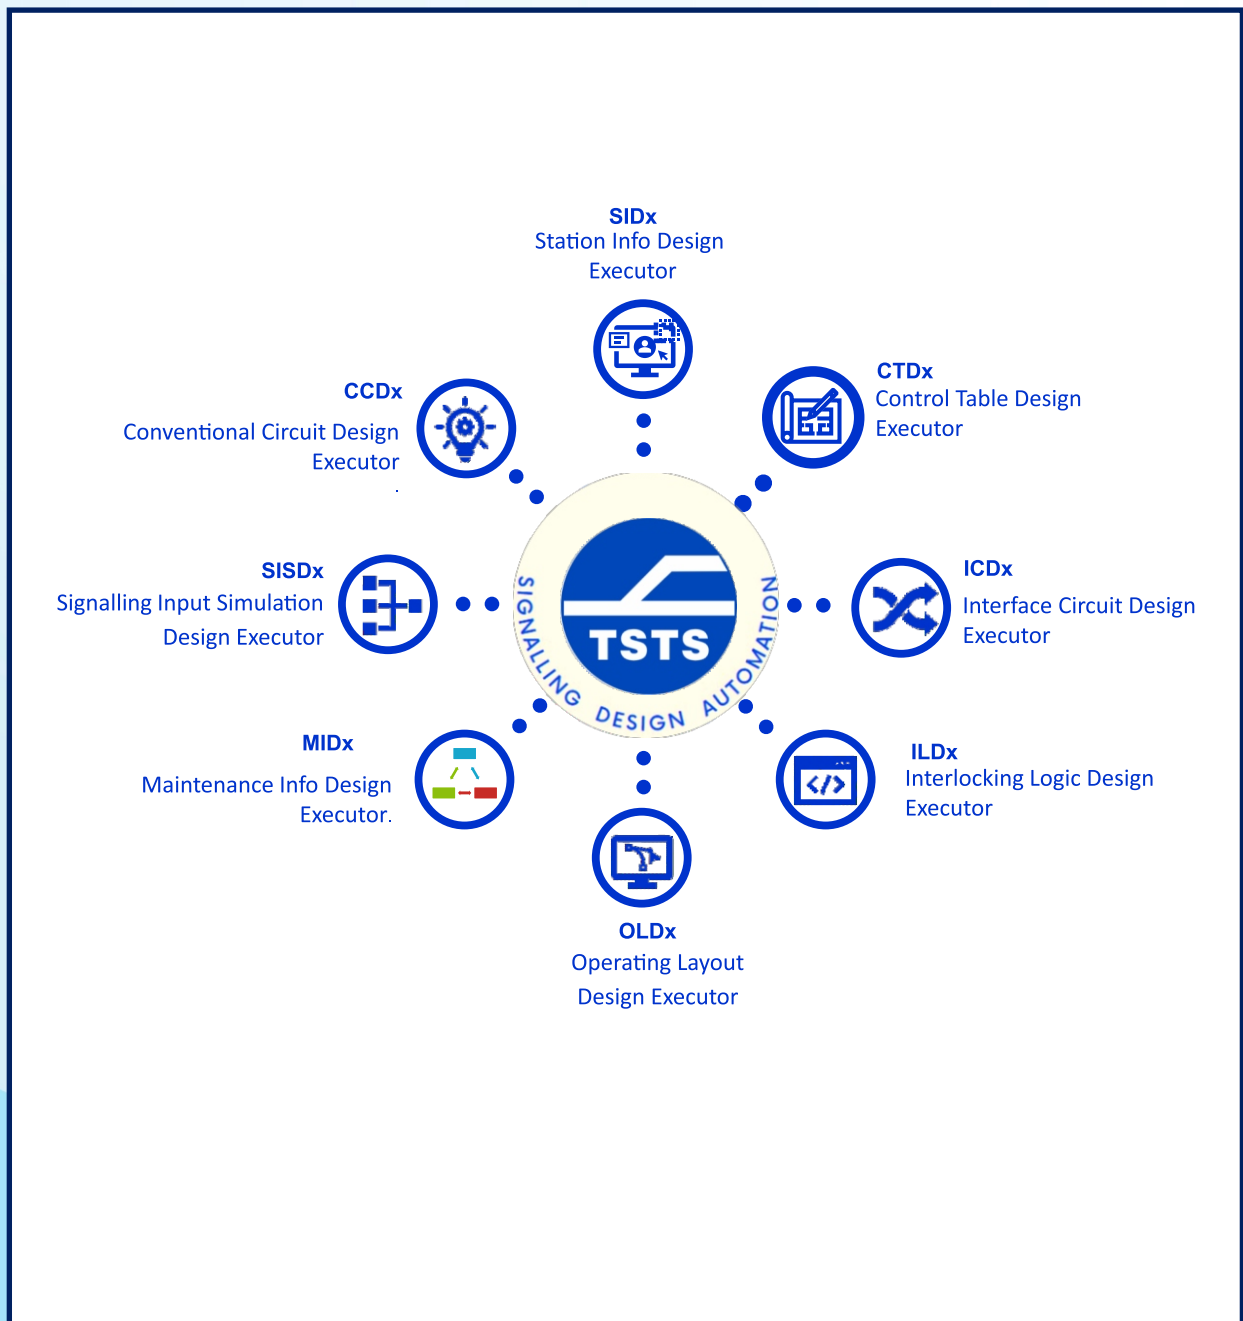 SIDx
Station Info Design
Executor
CTDx
Control Table Design
Executor
CCDx
Conventional Circuit Design
Executor
.
ICDx
Interface Circuit Design
Executor
SISDx
Signalling Input Simulation
Design Executor
TSTS
SIGNALLING DESIGN AUTOMATION
MIDx
Maintenance Info Design
Executor.
ILDx
Interlocking Logic Design
Executor
</>
OLDx
Operating Layout
Design Executor